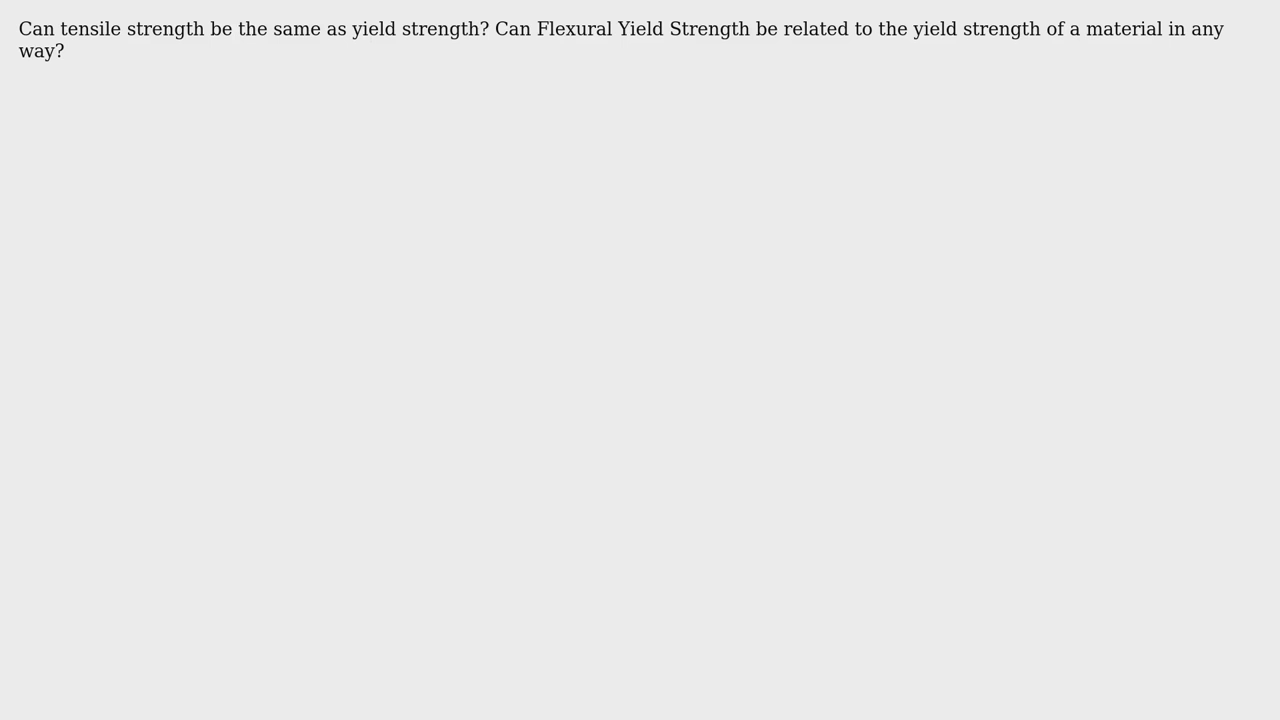 Can tensile strength be the same as yield strength? Can Flexural Yield Strength be related to the yield strength of a material in any
way?